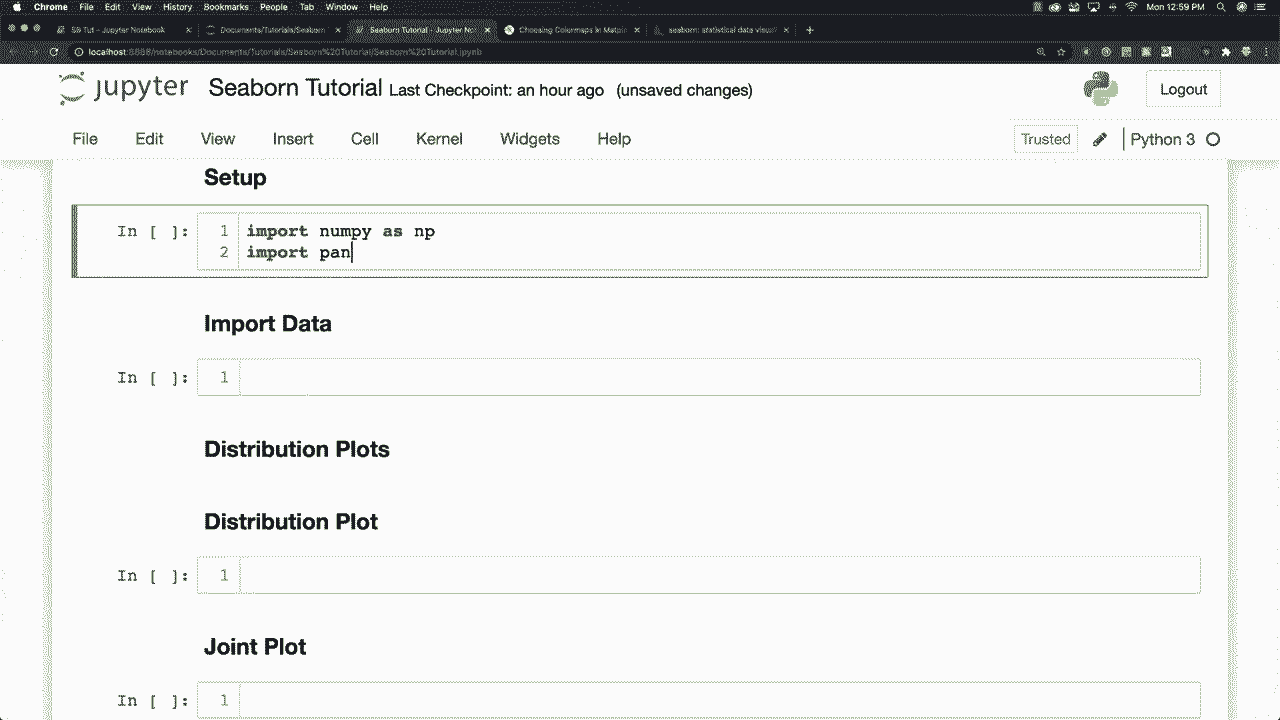 Chrome File Edit View History Bookmarks People Tab Window Help Mon 12:59 PM
SB Tut - Jupyter Notebook Documents/Tutorials/Seaborn Seaborn Tutorial - Jupyter No Choosing Colormaps in Matplo seaborn: statistical data visuali
localhost:8888/notebooks/Documents/Tutorials/Seaborn%20Tutorial/Seaborn%20Tutorial.ipynb
jupyter Seaborn Tutorial Last Checkpoint: an hour ago (unsaved changes) Logout
File Edit View Insert Cell Kernel Widgets Help Trusted Python 3
Setup
In [ ]: 1 import numpy as np
2 import pan
Import Data
In [ ]: 1
Distribution Plots
Distribution Plot
In [ ]: 1
Joint Plot
In [ ]: 1